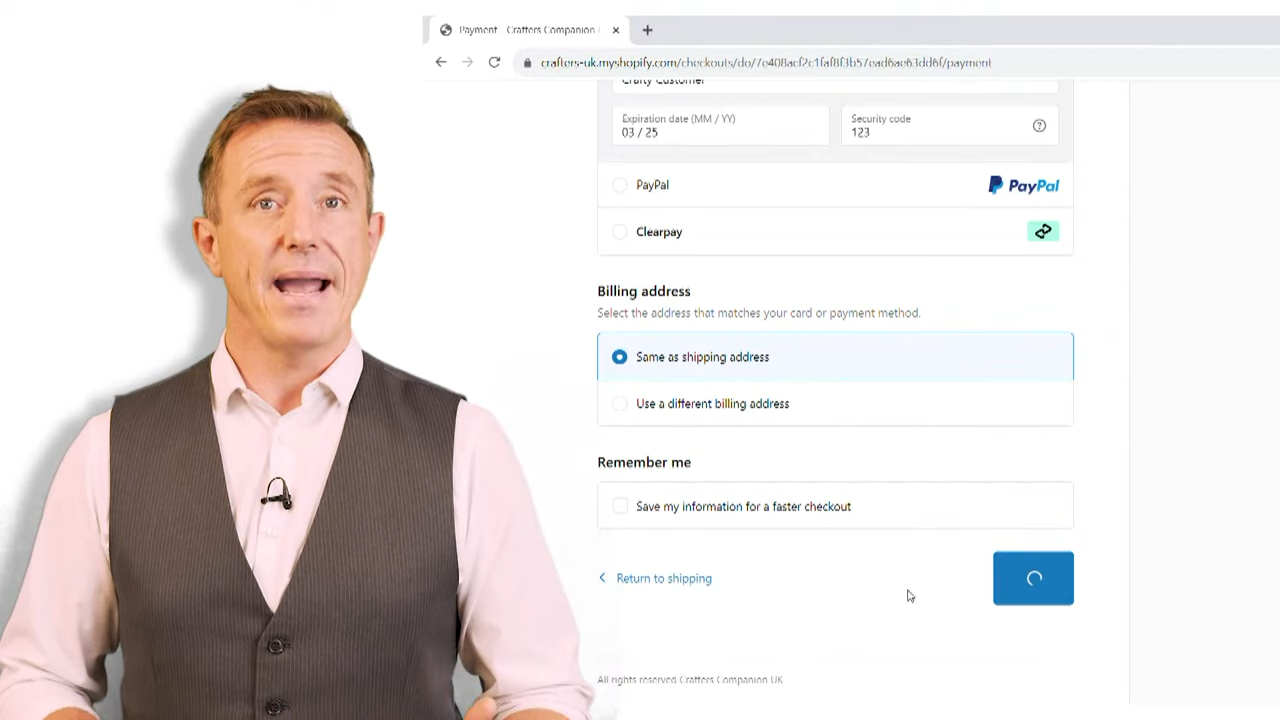 Payment - Crafters Companion
crafters-uk.myshopify.com/checkouts/do/7e408acf2c1faf8f3b57ead6ae63dd6f/payment
Crafty Customer
Expiration date (MM / YY)
03 / 25
Security code
123
PayPal
PayPal
Clearpay
Billing address
Select the address that matches your card or payment method.
Same as shipping address
Use a different billing address
Remember me
Save my information for a faster checkout
Return to shipping
All rights reserved Crafters Companion UK